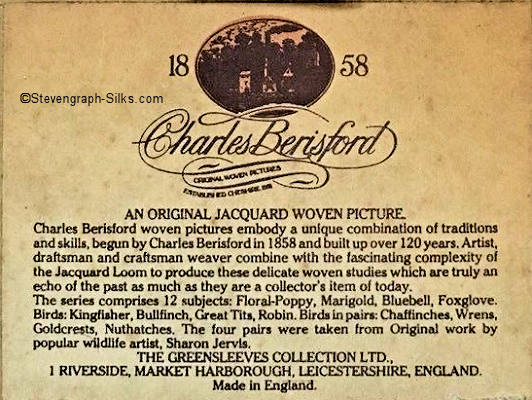 18 58
©Stevengraph-Silks.com
Charles Berisford
ORIGINAL WOVEN PICTURES
ESTABLISHED CHESHIRE 1858
AN ORIGINAL JACQUARD WOVEN PICTURE.
Charles Berisford woven pictures embody a unique combination of traditions
and skills, begun by Charles Berisford in 1858 and built up over 120 years. Artist,
draftsman and craftsman weaver combine with the fascinating complexity of
the Jacquard Loom to produce these delicate woven studies which are truly an
echo of the past as much as they are a collector's item of today.
The series comprises 12 subjects: Floral-Poppy, Marigold, Bluebell, Foxglove.
Birds: Kingfisher, Bullfinch, Great Tits, Robin. Birds in pairs: Chaffinches, Wrens,
Goldcrests, Nuthatches. The four pairs were taken from Original work by
popular wildlife artist, Sharon Jervis.
THE GREENSLEEVES COLLECTION LTD.,
1 RIVERSIDE, MARKET HARBOROUGH, LEICESTERSHIRE, ENGLAND.
Made in England.